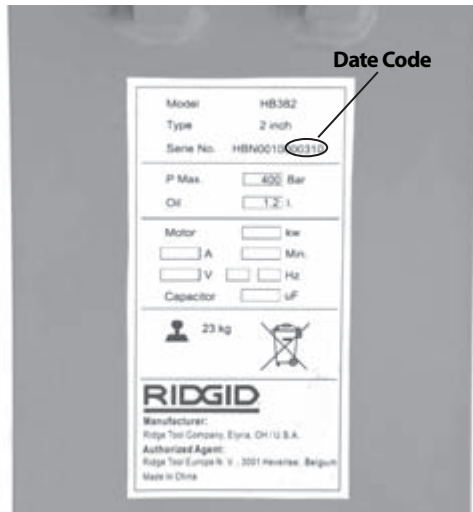 Date Code
Model HB382
Type 2 inch
Serie No. HBN0010000310
P Max. 400 Bar
Oil 1.2 l.
Motor kw
A Min.
V Hz
Capacitor uF
23 kg
RIDGID
Manufacturer:
Ridge Tool Company, Elyria, OH / U.S.A.
Authorized Agent:
Ridge Tool Europe N. V., 3001 Heverlee, Belgium
Made in China